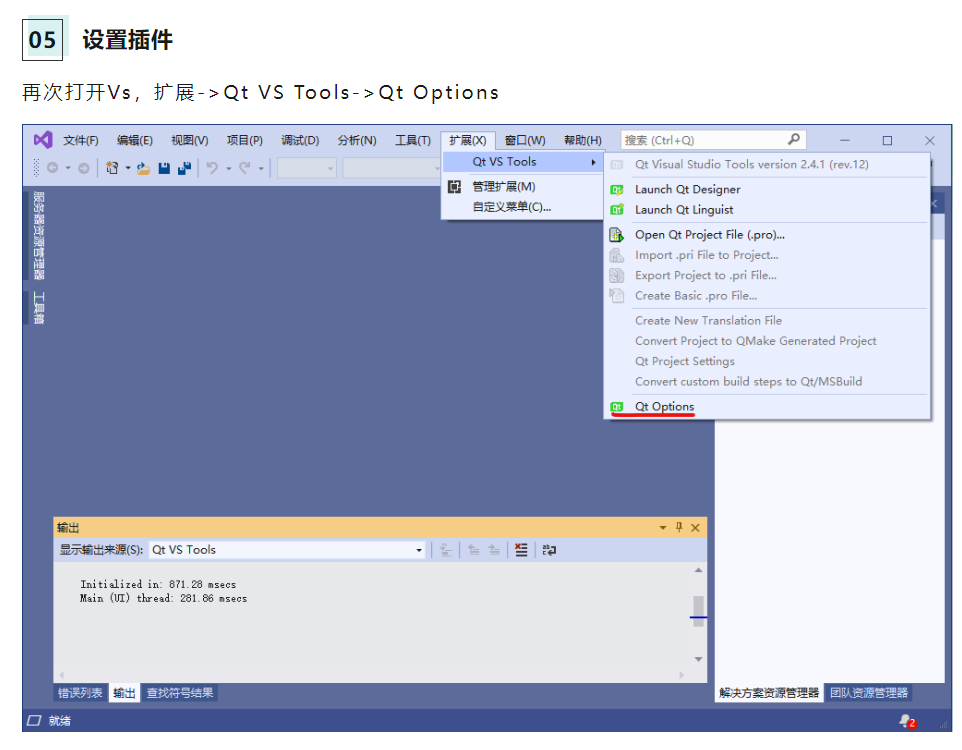 05 设置插件
再次打开Vs，扩展->Qt VS Tools->Qt Options
文件(F) 编辑(E) 视图(V) 项目(P) 调试(D) 分析(N) 工具(T) 扩展(X) 窗口(W) 帮助(H) 搜索 (Ctrl+Q)
Qt VS Tools
管理扩展(M)
自定义菜单(C)...
Qt Visual Studio Tools version 2.4.1 (rev.12)
Launch Qt Designer
Launch Qt Linguist
Open Qt Project File (.pro)...
Import .pri File to Project...
Export Project to .pri File...
Create Basic .pro File...
Create New Translation File
Convert Project to QMake Generated Project
Qt Project Settings
Convert custom build steps to Qt/MSBuild
Qt Options
服务器资源管理器
工具箱
输出
显示输出来源(S): Qt VS Tools
Initialized in: 871.28 msecs
Main (UI) thread: 281.86 msecs
错误列表 输出 查找符号结果
解决方案资源管理器 团队资源管理器
就绪
2